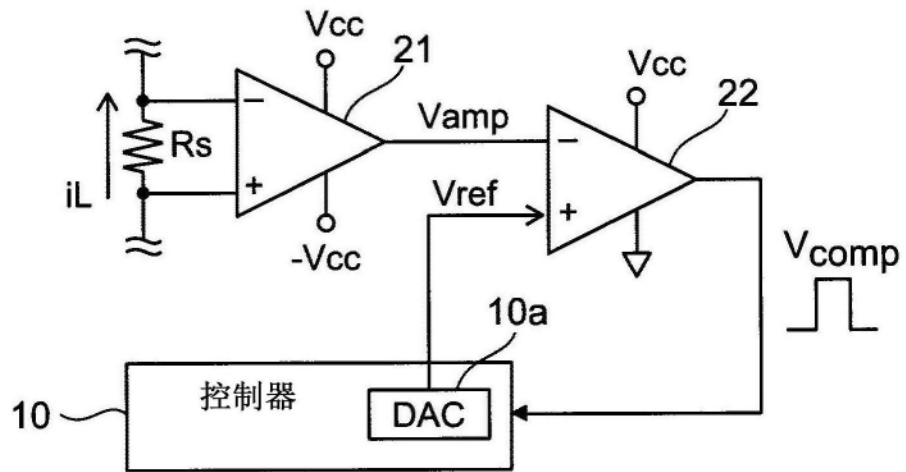 Vcc
21
−
Rs
+
iL
-Vcc
Vamp
Vref
Vcc
22
−
+
Vcomp
10a
控制器
DAC
10